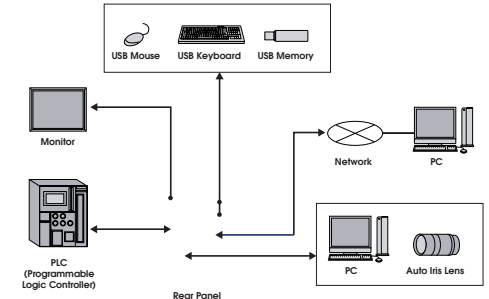 USB Mouse
USB Keyboard
USB Memory
Monitor
Network
PC
PLC
(Programmable
Logic Controller)
PC
Auto Iris Lens
Rear Panel